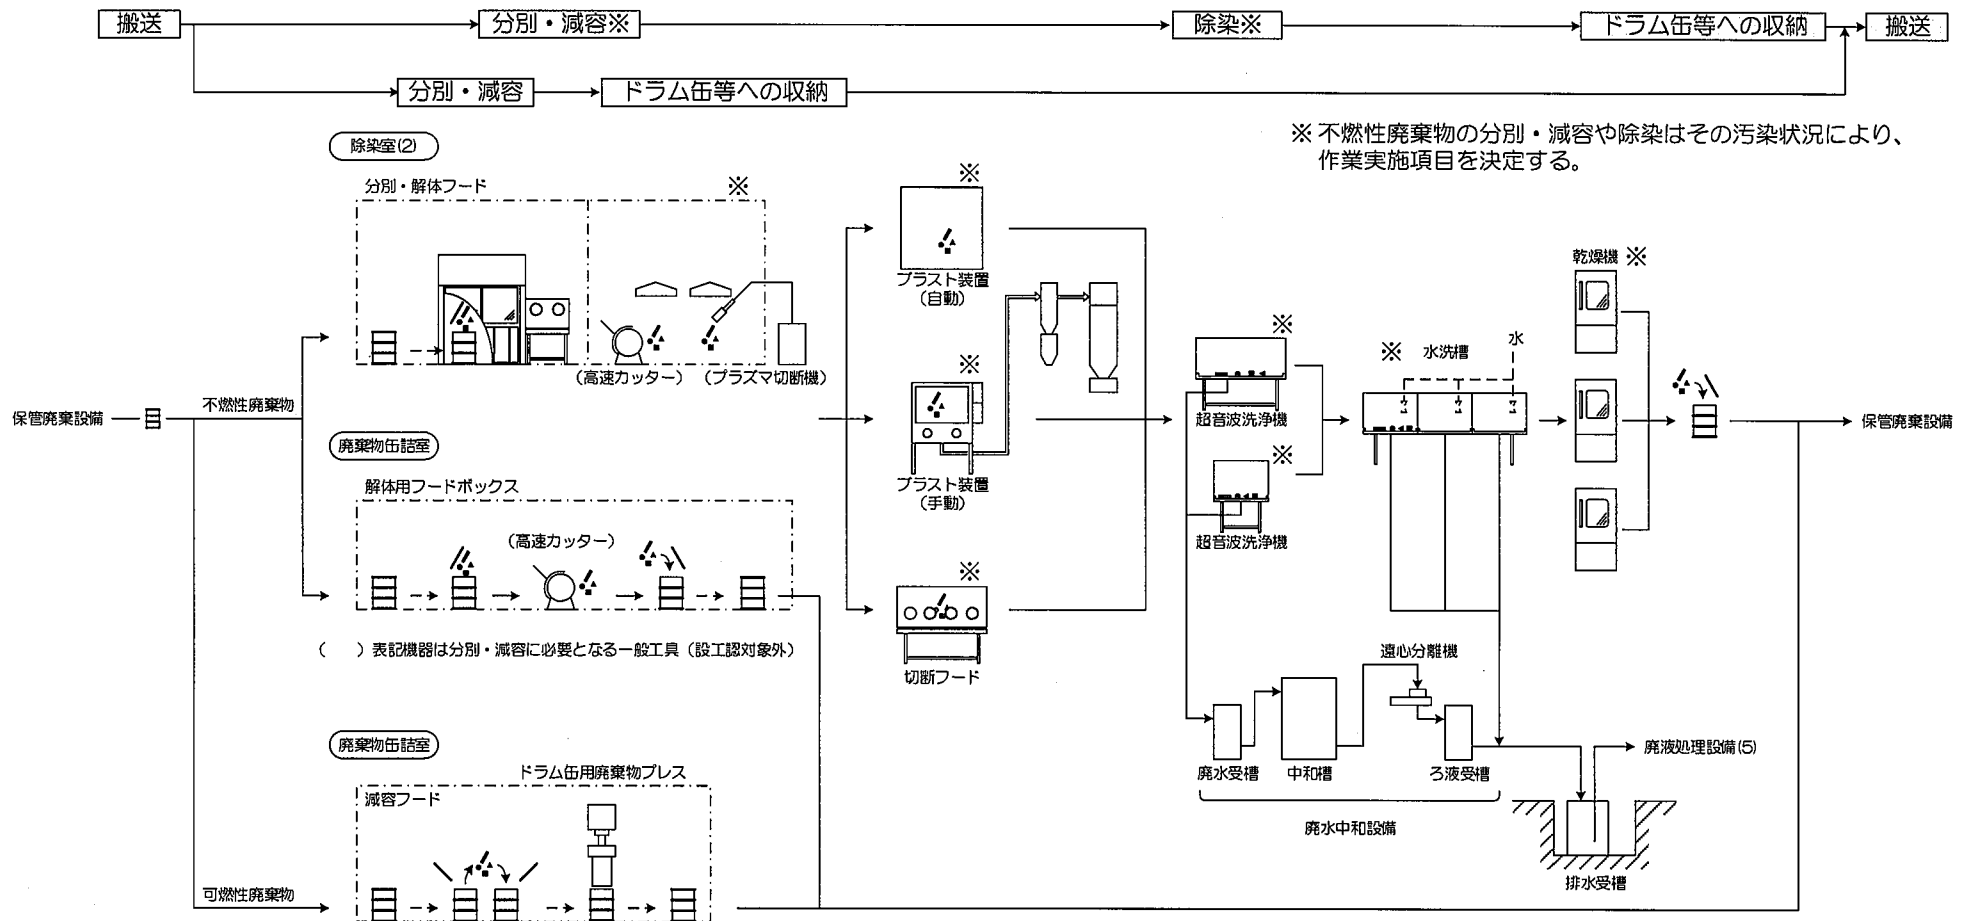 搬送
分別・減容※
除染※
ドラム缶等への収納
搬送
分別・減容
ドラム缶等への収納
※ 不燃性廃棄物の分別・減容や除染はその汚染状況により、
作業実施項目を決定する。
除染室(2)
分別・解体フード
※
(高速カッター)
(プラズマ切断機)
※
ブラスト装置
(自動)
※
ブラスト装置
(手動)
※
切断フード
※
超音波洗浄機
※
超音波洗浄機
※
水洗槽
水
乾燥機 ※
保管廃棄設備
不燃性廃棄物
保管廃棄設備
廃棄物缶詰室
解体用フードボックス
(高速カッター)
( )表記機器は分別・減容に必要となる一般工具(設工認対象外)
遠心分離機
廃水受槽
中和槽
ろ液受槽
廃液処理設備(5)
廃水中和設備
排水受槽
廃棄物缶詰室
ドラム缶用廃棄物プレス
減容フード
可燃性廃棄物